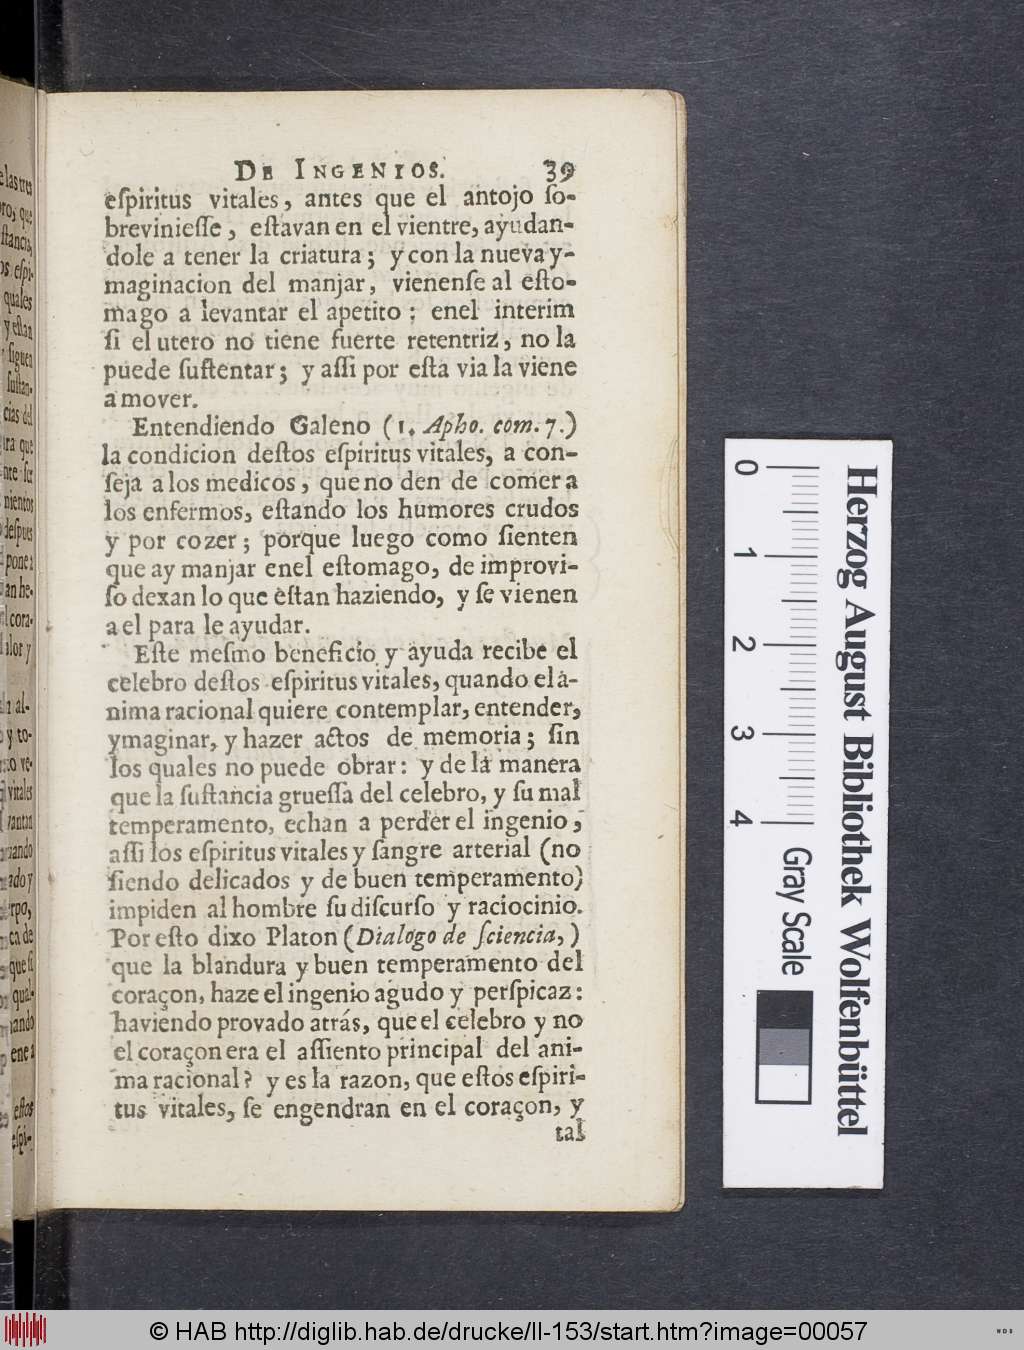 DE INGENIOS. 39
eſpiritus vitales, antes que el antojo ſo-
breviniesſe, eſtavan en el vientre, ayudan-
dole a tener la criatura; y con la nueva y-
maginacion del manjar, vienenſe al eſto-
mago a levantar el apetito: enel interim
ſi el utero no tiene fuerte retentriz, no la
puede ſuſtentar; y aſſi por eſta via la viene
a mover.
Entendiendo Galeno (1. Apho. com. 7.)
la condicion deſtos eſpiritus vitales, a con-
ſeja a los medicos, que no den de comer a
los enfermos, eſtando los humores crudos
y por cozer; porque luego como ſienten
que ay manjar enel eſtomago, de improvi-
ſo dexan lo que eſtan haziendo, y ſe vienen
a el para le ayudar.
Eſte meſmo beneficio y ayuda recibe el
celebro deſtos eſpiritus vitales, quando el à-
nima racional quiere contemplar, entender,
ymaginar, y hazer actos de memoria; ſin
los quales no puede obrar: y de la manera
que la ſuſtancia grueſſa del celebro, y ſu mal
temperamento, echan a perder el ingenio,
aſſi los eſpiritus vitales y ſangre arterial (no
ſiendo delicados y de buen temperamento)
impiden al hombre ſu diſcurſo y raciocinio.
Por eſto dixo Platon (Dialogo de ſciencia,)
que la blandura y buen temperamento del
coraçon, haze el ingenio agudo y perſpicaz:
haviendo provado atrás, que el celebro y no
el coraçon era el aſſiento principal del ani-
ma racional? y es la razon, que eſtos eſpiri-
tus vitales, ſe engendran en el coraçon, y
tal
0 1 2 3 4
Gray Scale
Herzog August Bibliothek Wolfenbüttel
© HAB http://diglib.hab.de/drucke/ll-153/start.htm?image=00057